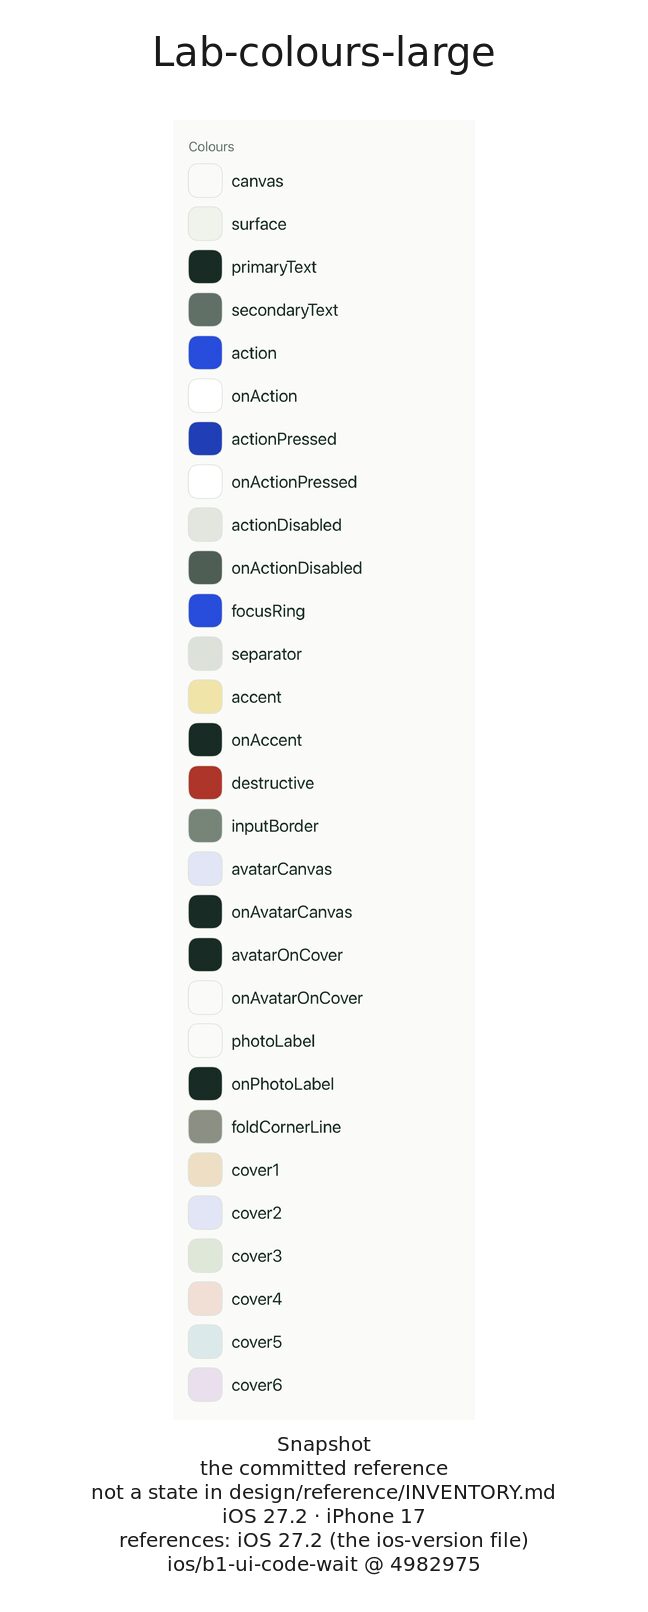 Lab-colours-large
Colours
canvas
surface
primaryText
secondaryText
action
onAction
actionPressed
onActionPressed
actionDisabled
onActionDisabled
focusRing
separator
accent
onAccent
destructive
inputBorder
avatarCanvas
onAvatarCanvas
avatarOnCover
onAvatarOnCover
photoLabel
onPhotoLabel
foldCornerLine
cover1
cover2
cover3
cover4
cover5
cover6
Snapshot
the committed reference
not a state in design/reference/INVENTORY.md
iOS 27.2 · iPhone 17
references: iOS 27.2 (the ios-version file)
ios/b1-ui-code-wait @ 4982975